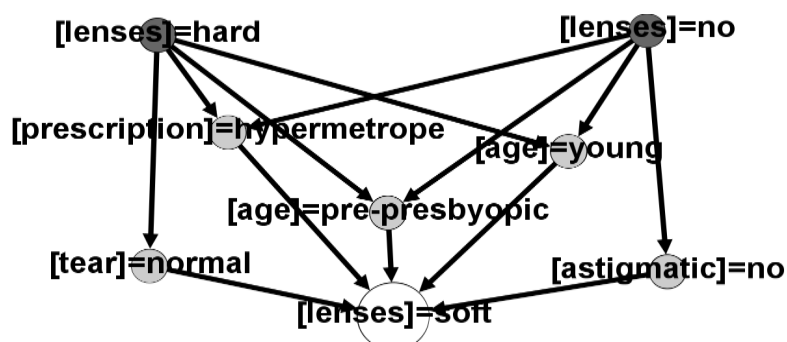 [lenses]=hard
[lenses]=no
[prescription]=hypermetrope
[age]=young
[age]=pre-presbyopic
[tear]=normal
[astigmatic]=no
[lenses]=soft